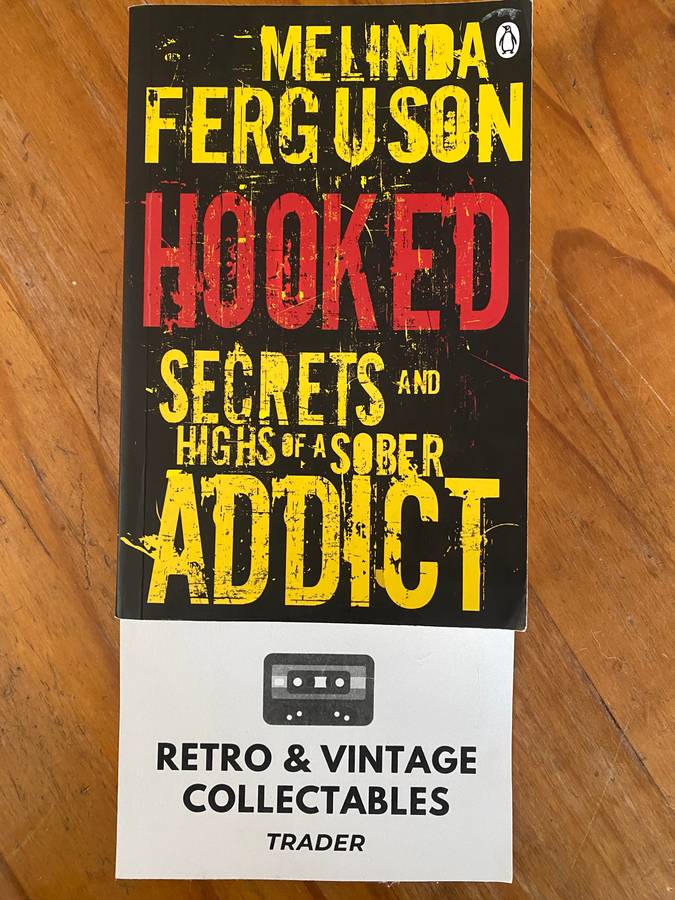 MELINDA
FERGUSON
HOOKED
SECRETS AND
HIGHS OF A SOBER
ADDICT
RETRO & VINTAGE
COLLECTABLES
TRADER